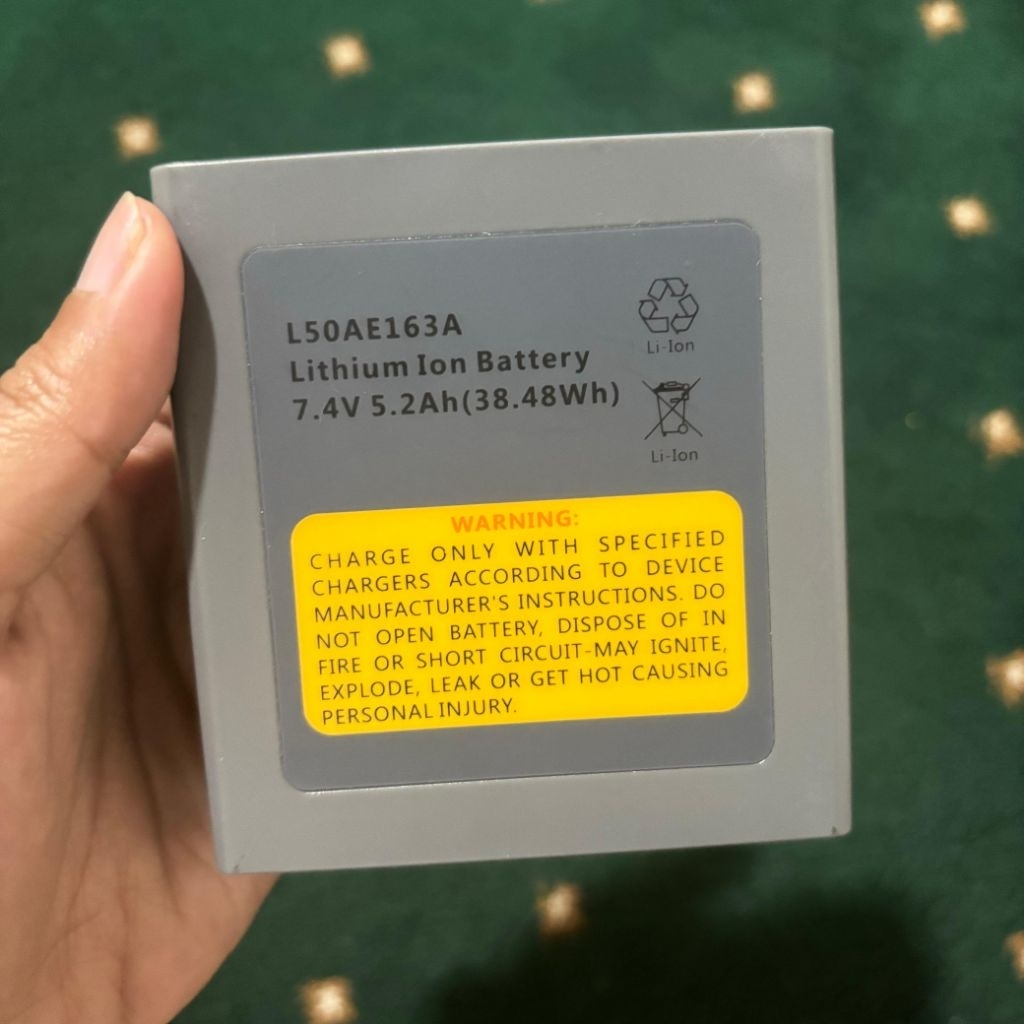 L50AE163A
Lithium Ion Battery
7.4V 5.2Ah(38.48Wh)
Li-Ion
Li-Ion
WARNING:
CHARGE ONLY WITH SPECIFIED
CHARGERS ACCORDING TO DEVICE
MANUFACTURER'S INSTRUCTIONS. DO
NOT OPEN BATTERY, DISPOSE OF IN
FIRE OR SHORT CIRCUIT-MAY IGNITE,
EXPLODE, LEAK OR GET HOT CAUSING
PERSONAL INJURY.